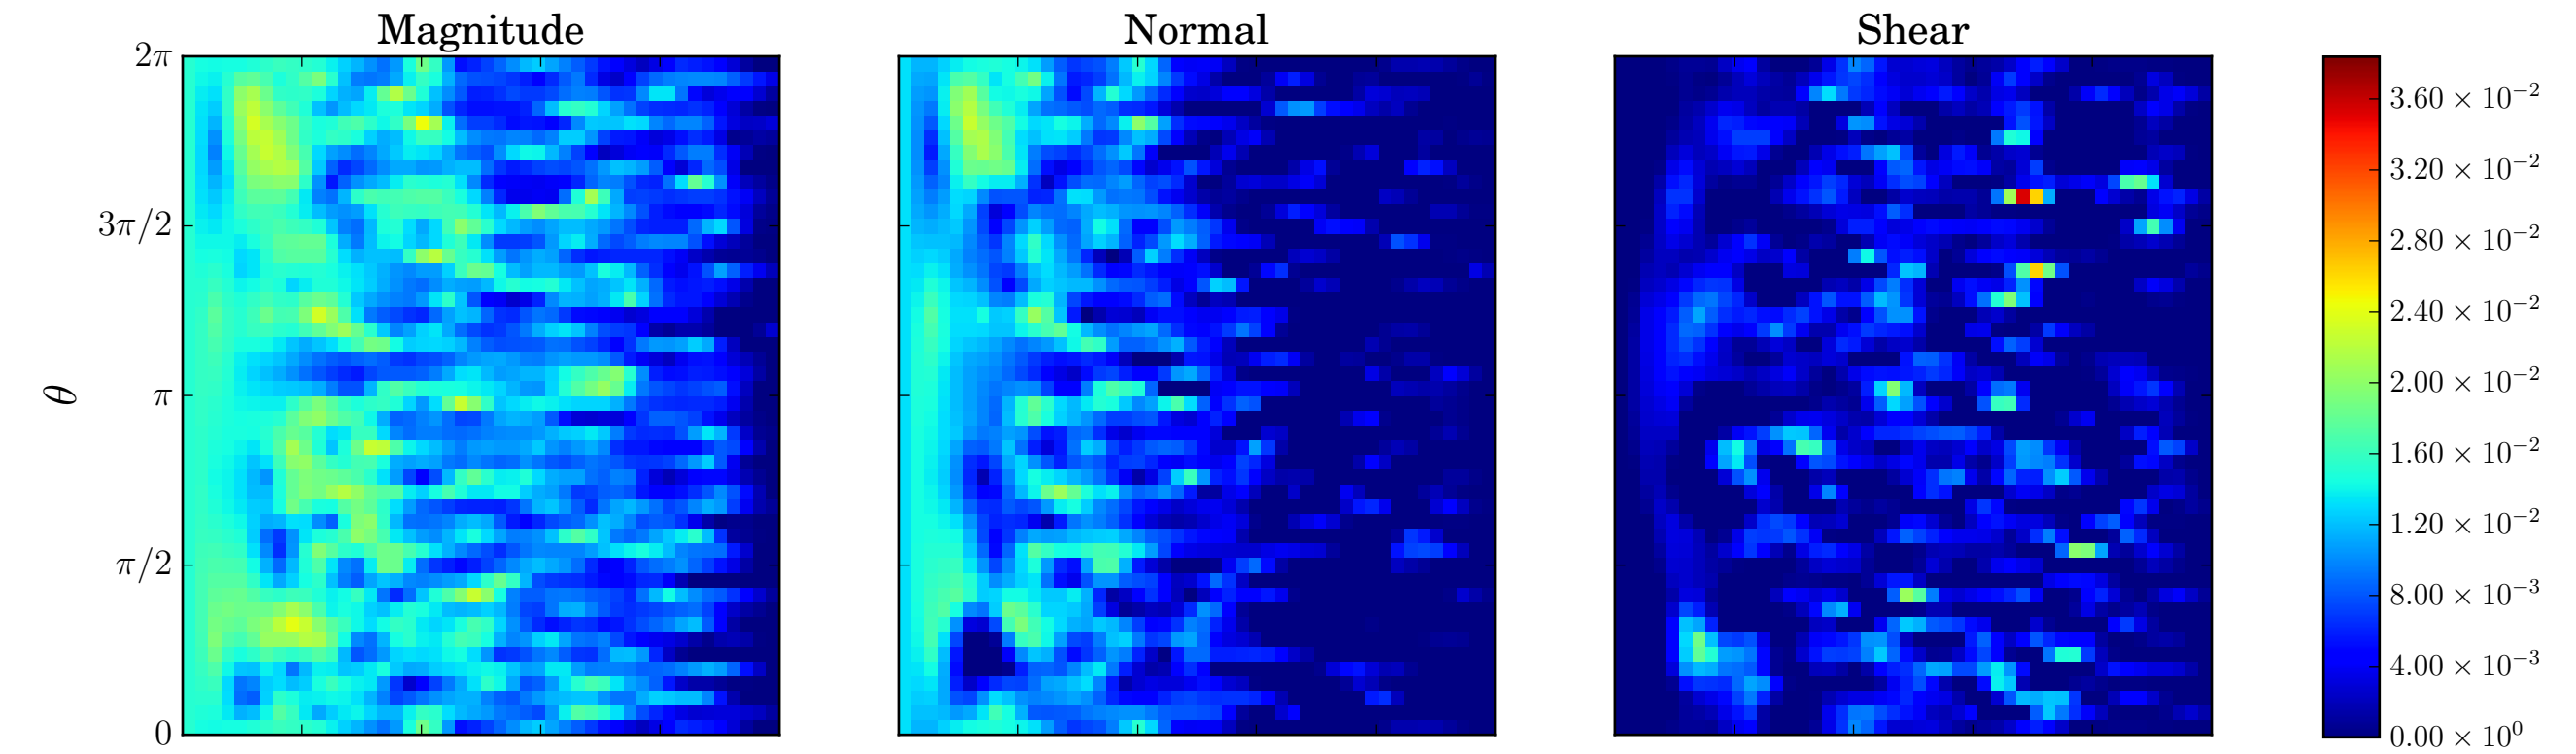 Magnitude
Normal
Shear
2π
3π/2
π
π/2
0
θ
3.60 × 10⁻²
3.20 × 10⁻²
2.80 × 10⁻²
2.40 × 10⁻²
2.00 × 10⁻²
1.60 × 10⁻²
1.20 × 10⁻²
8.00 × 10⁻³
4.00 × 10⁻³
0.00 × 10⁰